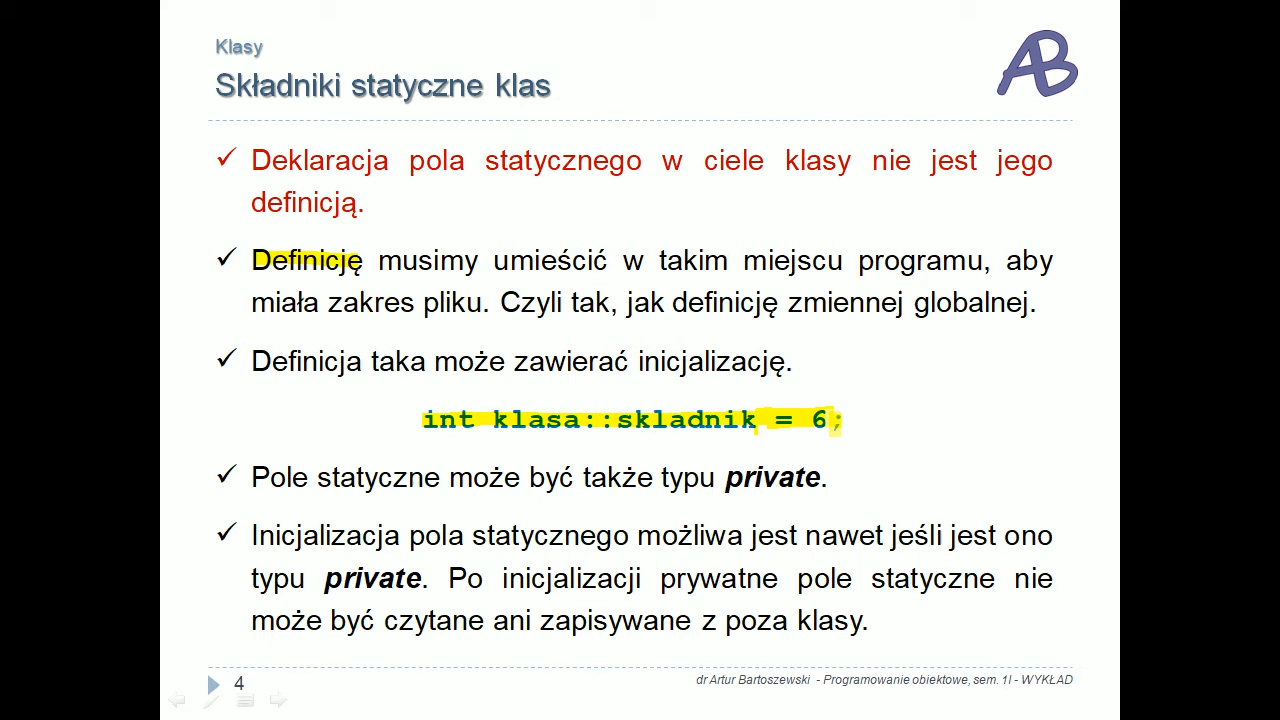 Klasy
Składniki statyczne klas
AB
Deklaracja pola statycznego w ciele klasy nie jest jego
definicją.
Definicję musimy umieścić w takim miejscu programu, aby
miała zakres pliku. Czyli tak, jak definicję zmiennej globalnej.
Definicja taka może zawierać inicjalizację.
int klasa::skladnik = 6;
Pole statyczne może być także typu private.
Inicjalizacja pola statycznego możliwa jest nawet jeśli jest ono
typu private. Po inicjalizacji prywatne pole statyczne nie
może być czytane ani zapisywane z poza klasy.
4
dr Artur Bartoszewski - Programowanie obiektowe, sem. 1I - WYKŁAD